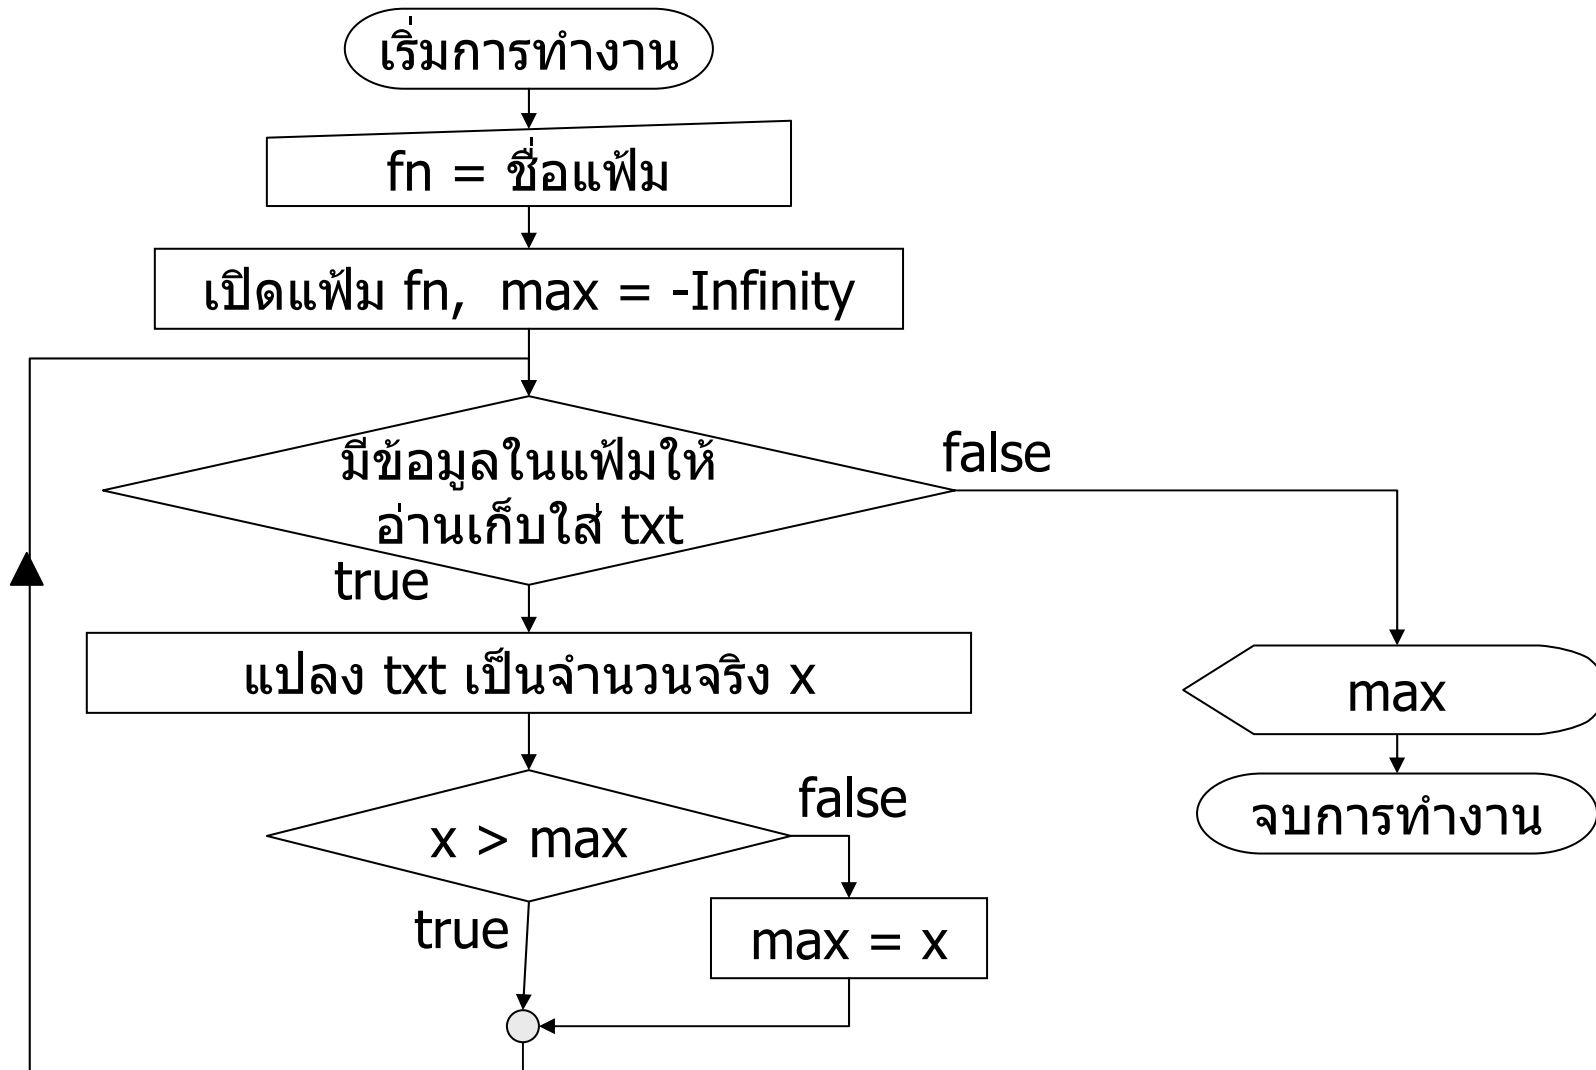 เริ่มการทำงาน
fn = ชื่อแฟ้ม
เปิดแฟ้ม fn, max = -Infinity
มีข้อมูลในแฟ้มให้
อ่านเก็บใส่ txt
false
true
แปลง txt เป็นจำนวนจริง x
x > max
false
true
max = x
max
จบการทำงาน